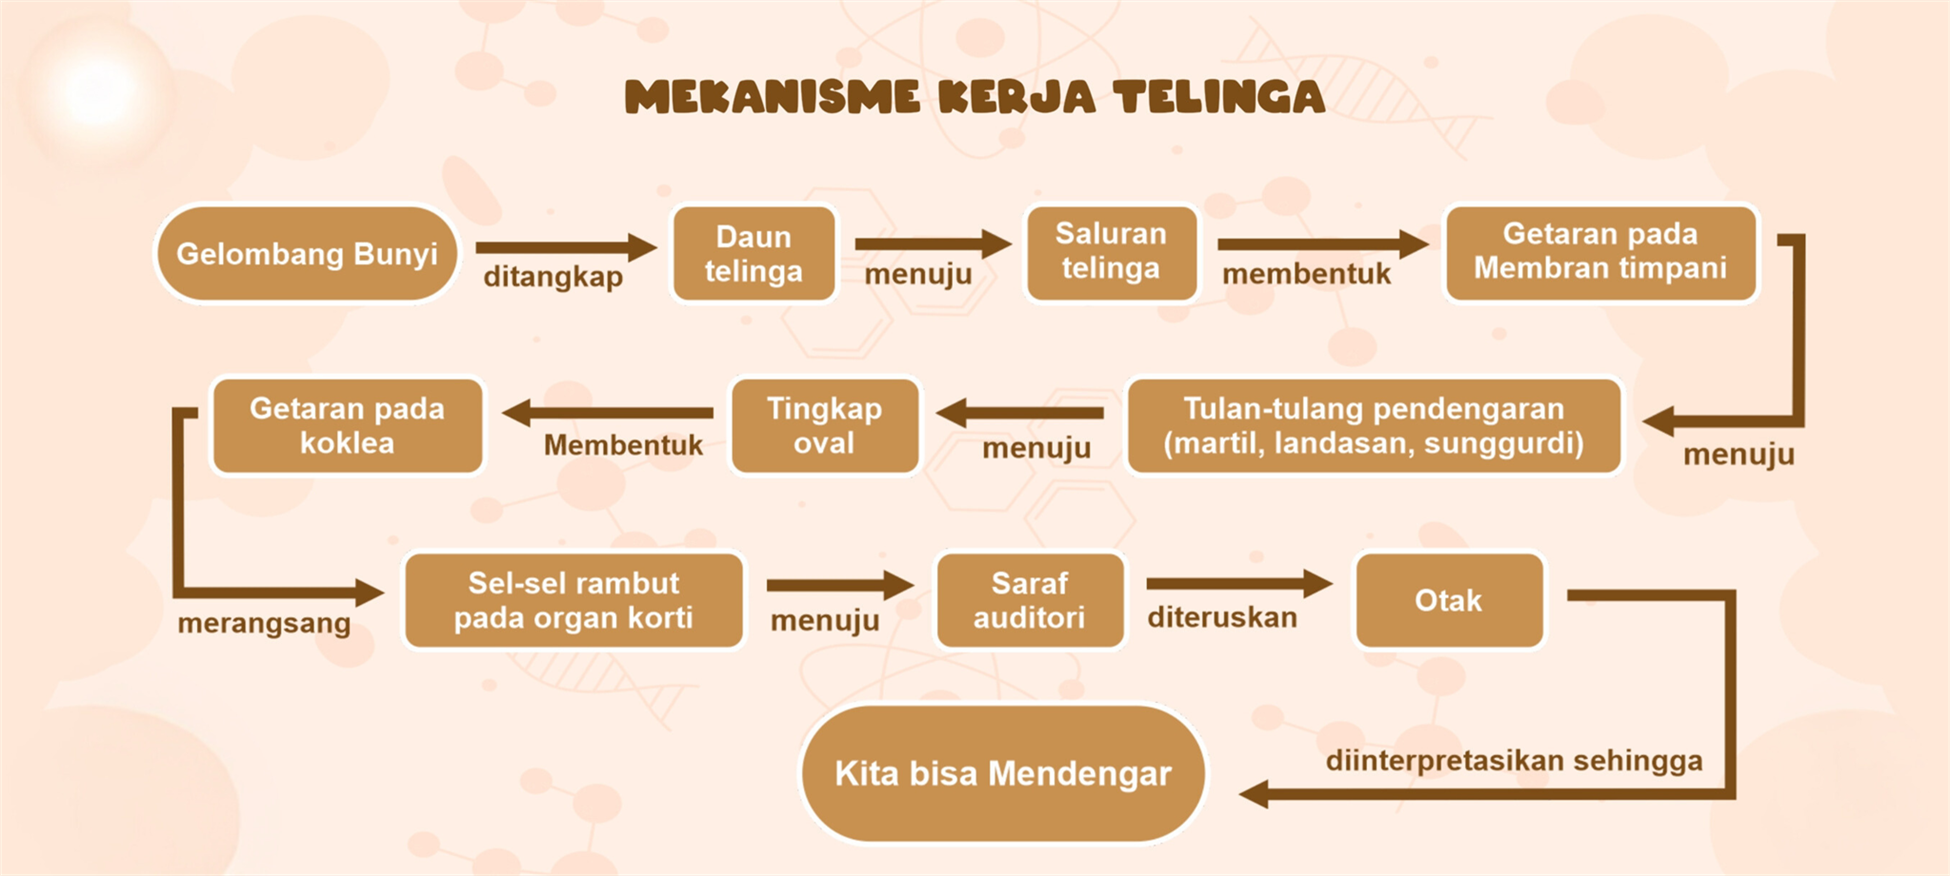 MEKANISME KERJA TELINGA
Gelombang Bunyi
ditangkap
Daun
telinga
menuju
Saluran
telinga
membentuk
Getaran pada
Membran timpani
menuju
Tulan-tulang pendengaran
(martil, landasan, sunggurdi)
menuju
Tingkap
oval
Membentuk
Getaran pada
koklea
merangsang
Sel-sel rambut
pada organ korti
menuju
Saraf
auditori
diteruskan
Otak
diinterpretasikan sehingga
Kita bisa Mendengar